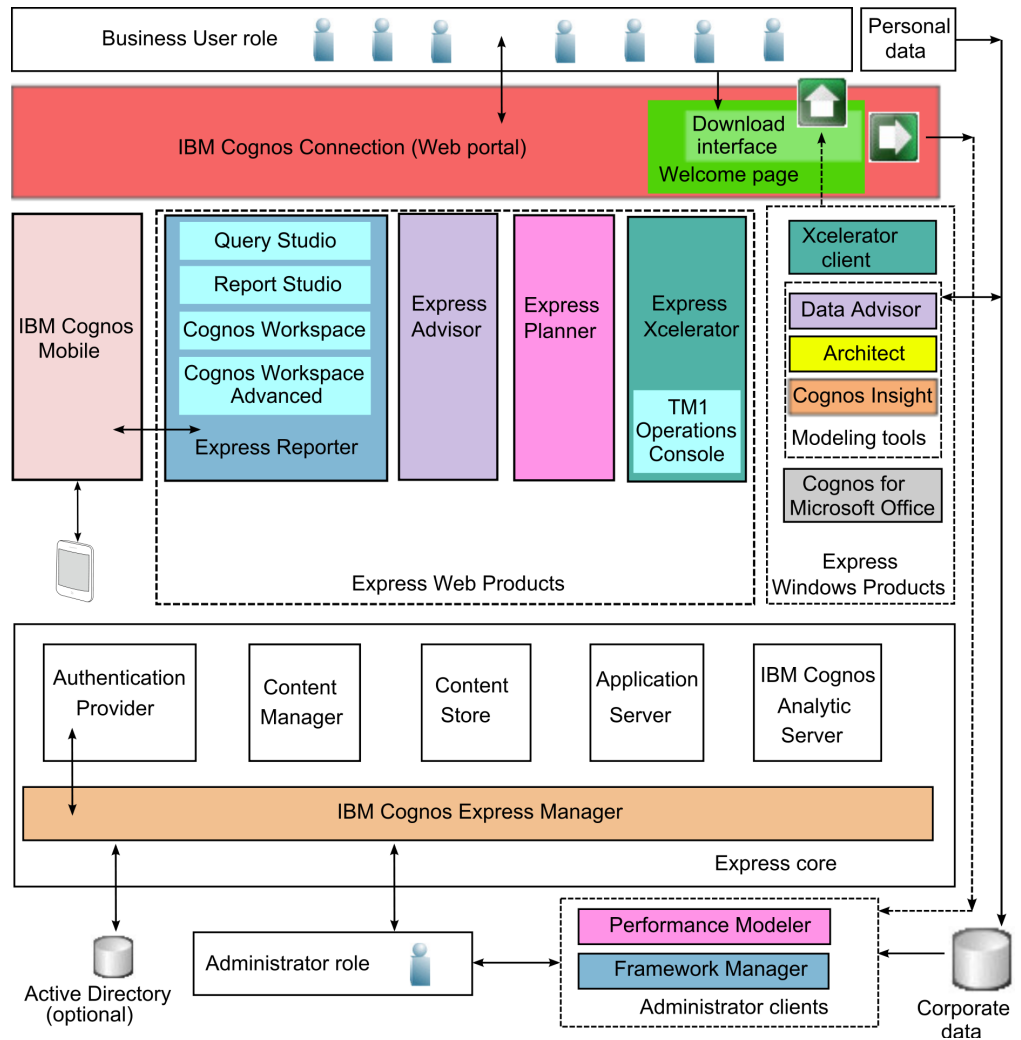 Business User role
Personal
data
IBM Cognos Connection (Web portal)
Download
interface
Welcome page
IBM Cognos
Mobile
Query Studio
Report Studio
Cognos Workspace
Cognos Workspace
Advanced
Express Reporter
Express
Advisor
Express
Planner
Express
Xcelerator
TM1
Operations
Console
Express Web Products
Xcelerator
client
Data Advisor
Architect
Cognos Insight
Modeling tools
Cognos for
Microsoft Office
Express
Windows Products
Authentication
Provider
Content
Manager
Content
Store
Application
Server
IBM Cognos
Analytic
Server
IBM Cognos Express Manager
Express core
Active Directory
(optional)
Administrator role
Performance Modeler
Framework Manager
Administrator clients
Corporate
data